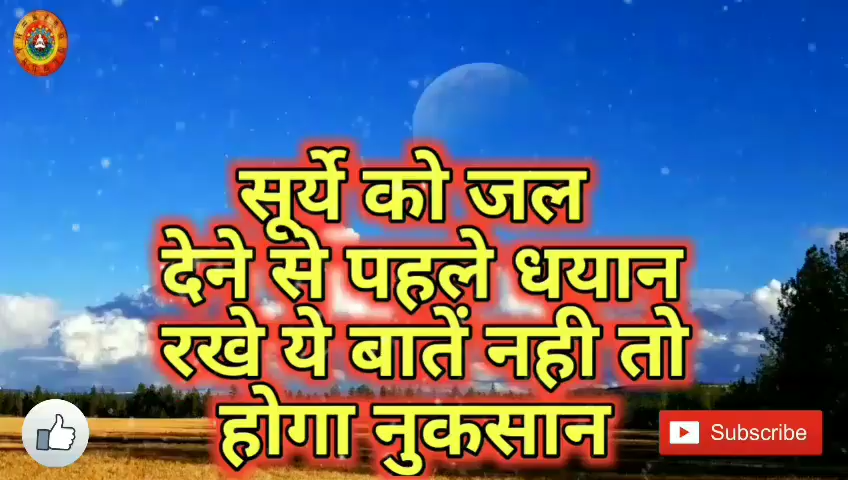 सूर्ये को जल
देने से पहले धयान
रखे ये बातें नही तो
होगा नुकसान
Subscribe